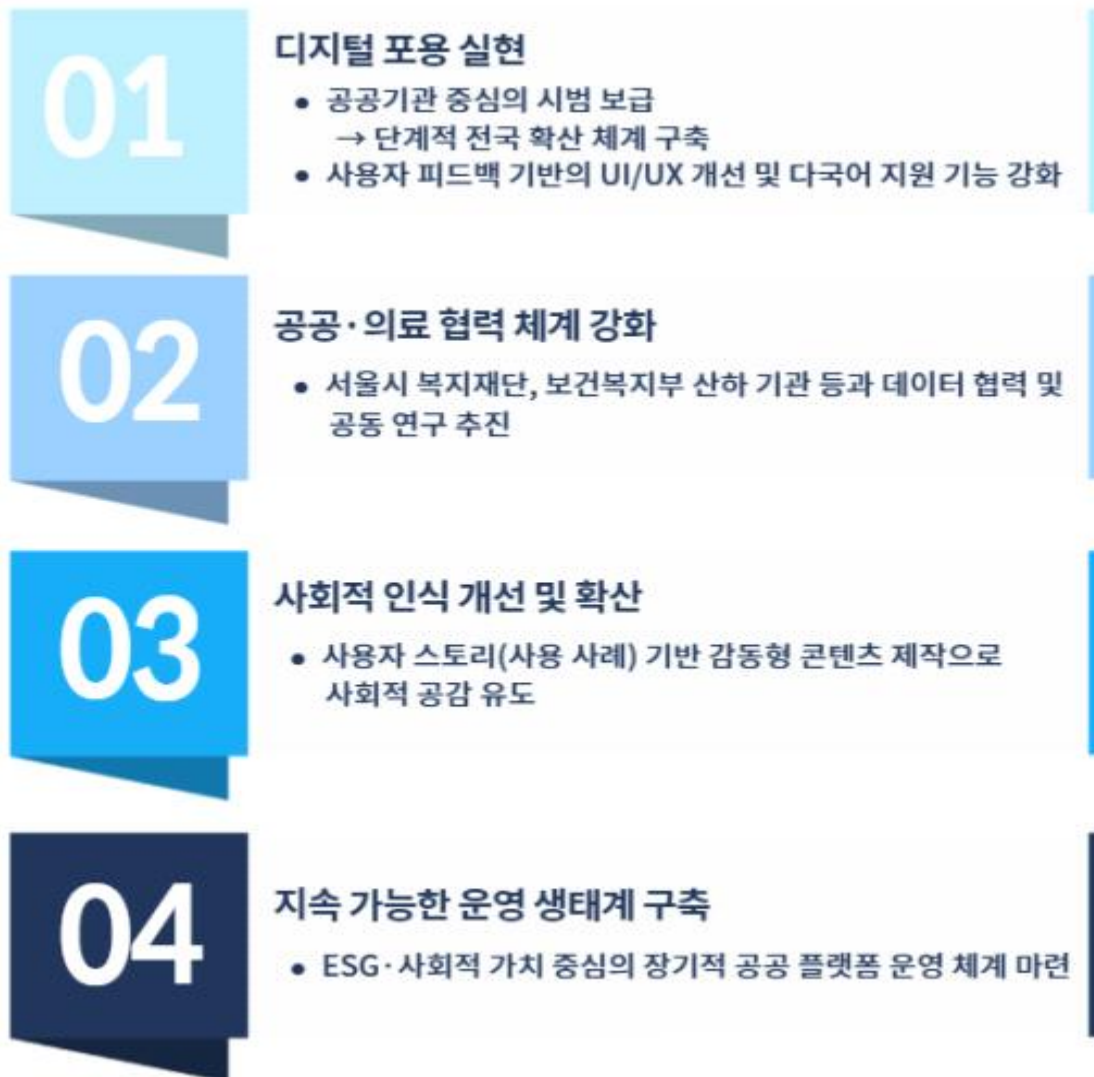 01
디지털 포용 실현
• 공공기관 중심의 시범 보급
→ 단계적 전국 확산 체계 구축
• 사용자 피드백 기반의 UI/UX 개선 및 다국어 지원 기능 강화
02
공공·의료 협력 체계 강화
• 서울시 복지재단, 보건복지부 산하 기관 등과 데이터 협력 및
공동 연구 추진
03
사회적 인식 개선 및 확산
• 사용자 스토리(사용 사례) 기반 감동형 콘텐츠 제작으로
사회적 공감 유도
04
지속 가능한 운영 생태계 구축
• ESG·사회적 가치 중심의 장기적 공공 플랫폼 운영 체계 마련